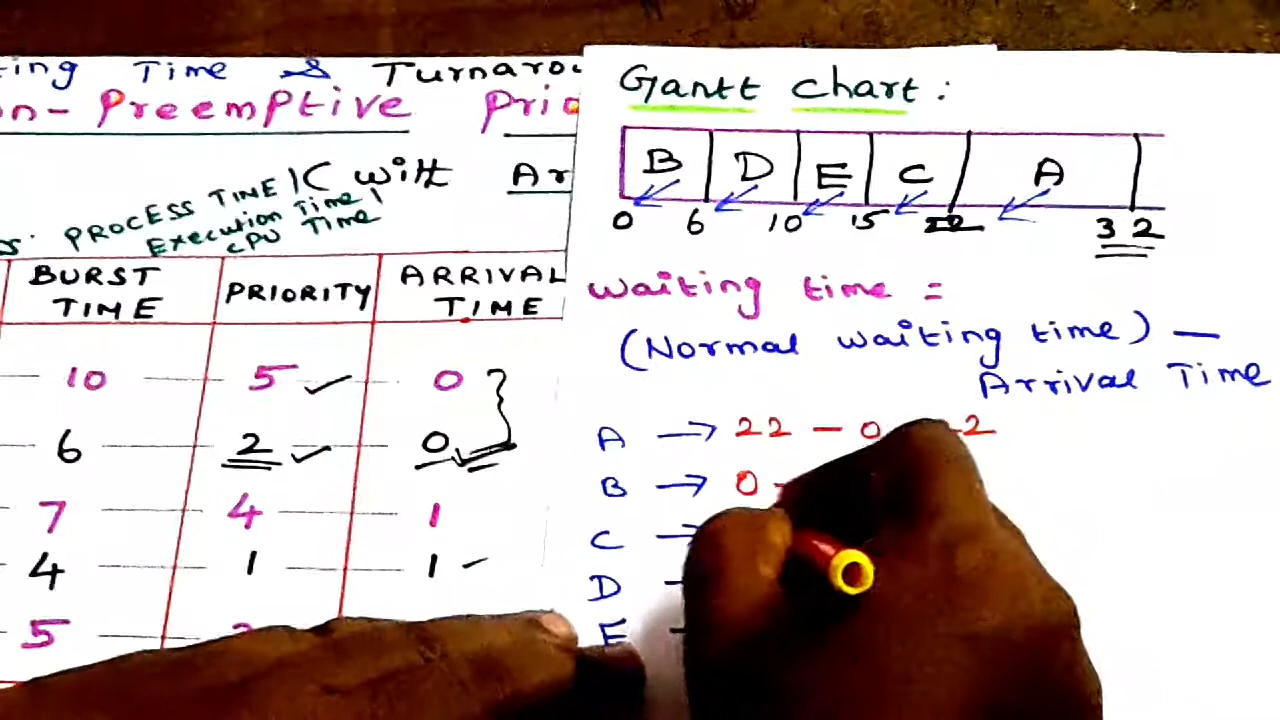 Time & Turnarou
n- Preemptive Prio
PROCESS TIME | C with Ar
Execution Time |
CPU Time
BURST TIME PRIORITY ARRIVAL TIME
10 5 0
6 2 0
7 4 1
4 1 1
5
Gantt chart :
B D E C A
0 6 10 15 22 32
Waiting time =
(Normal waiting time) —
Arrival Time
A → 22 - 0
B → 0 -
C →
D
E